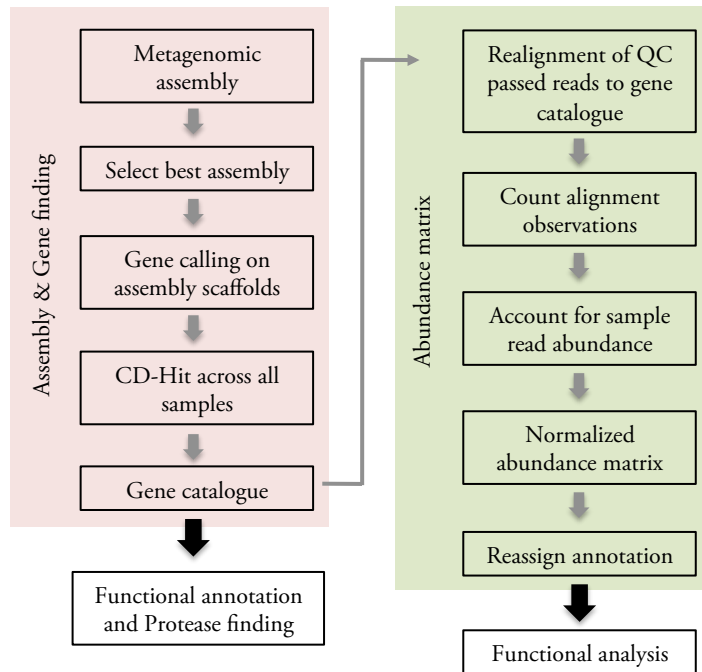 Assembly & Gene finding
Metagenomic
assembly
Select best assembly
Gene calling on
assembly scaffolds
CD-Hit across all
samples
Gene catalogue
Functional annotation
and Protease finding
Abundance matrix
Realignment of QC
passed reads to gene
catalogue
Count alignment
observations
Account for sample
read abundance
Normalized
abundance matrix
Reassign annotation
Functional analysis